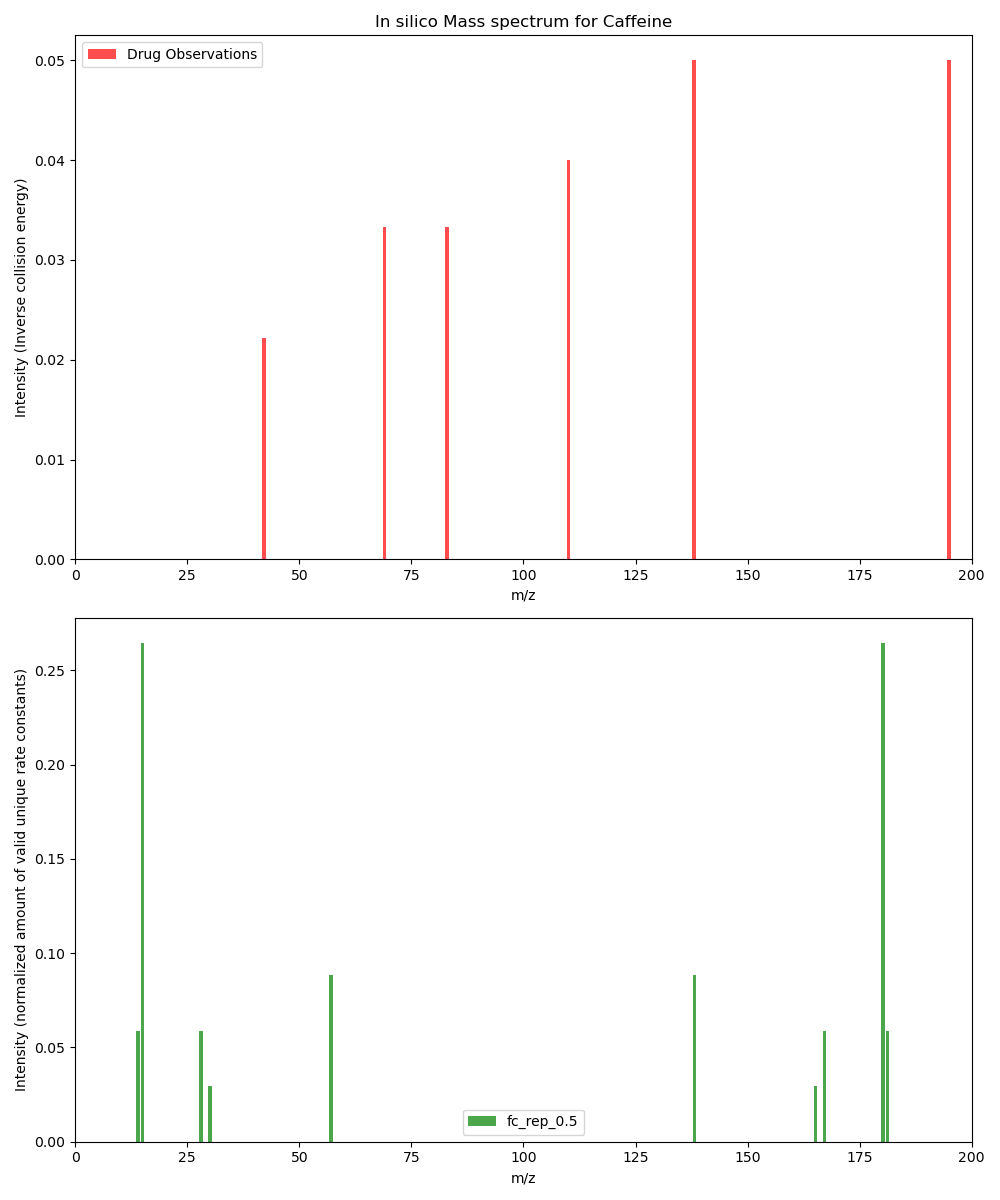 In silico Mass spectrum for Caffeine
Drug Observations
Intensity (Inverse collision energy)
0.05
0.04
0.03
0.02
0.01
0.00
0 25 50 75 100 125 150 175 200
m/z
Intensity (normalized amount of valid unique rate constants)
0.25
0.20
0.15
0.10
0.05
0.00
fc_rep_0.5
0 25 50 75 100 125 150 175 200
m/z